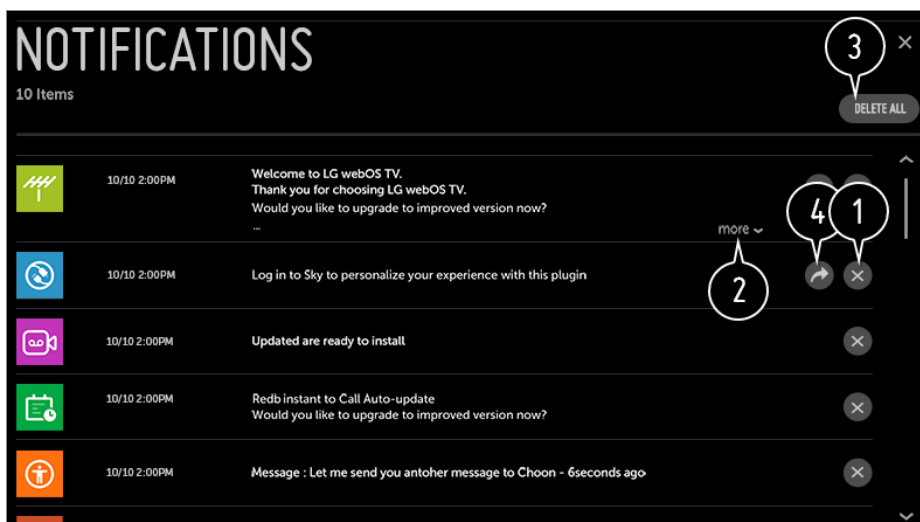 NOTIFICATIONS
10 Items
3
DELETE ALL
10/10 2:00PM
Welcome to LG webOS TV.
Thank you for choosing LG webOS TV.
Would you like to upgrade to improved version now?
...
more
4
1
2
10/10 2:00PM
Log in to Sky to personalize your experience with this plugin
10/10 2:00PM
Updated are ready to install
10/10 2:00PM
Redb instant to Call Auto-update
Would you like to upgrade to improved version now?
10/10 2:00PM
Message : Let me send you antoher message to Choon - 6seconds ago